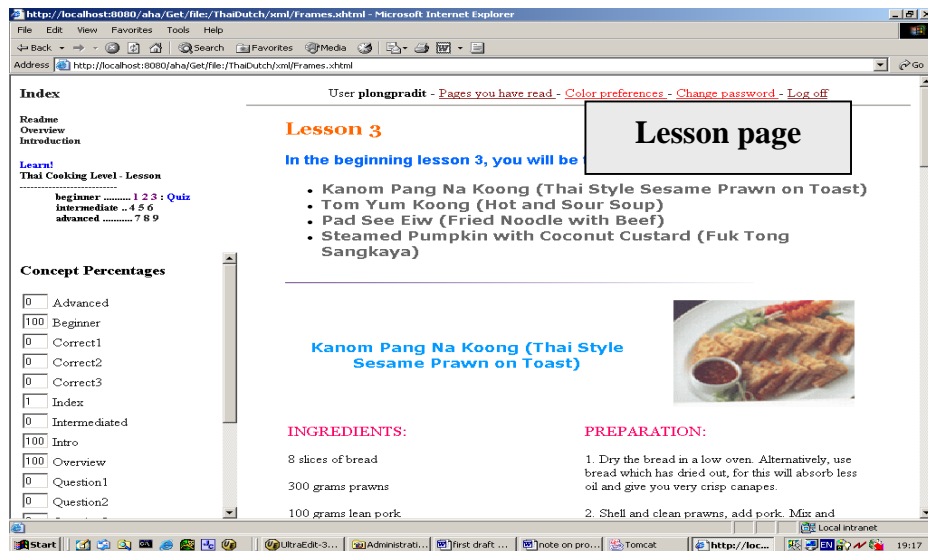 http://localhost:8080/aha/Get/file:/ThaiDutch/xml/Frames.xhtml - Microsoft Internet Explorer
File Edit View Favorites Tools Help
Back Search Favorites Media
Address http://localhost:8080/aha/Get/file:/ThaiDutch/xml/Frames.xhtml Go
Index
Readme
Overview
Introduction
Learn!
Thai Cooking Level - Lesson
----------------------------
beginner ......... 1 2 3 : Quiz
intermediate .. 4 5 6
advanced .......... 7 8 9
Concept Percentages
0 Advanced
100 Beginner
0 Correct1
0 Correct2
0 Correct3
1 Index
0 Intermediated
100 Intro
100 Overview
0 Question1
0 Question2
User plongpradit - Pages you have read - Color preferences - Change password - Log off
Lesson page
Lesson 3
In the beginning lesson 3, you will be
• Kanom Pang Na Koong (Thai Style Sesame Prawn on Toast)
• Tom Yum Koong (Hot and Sour Soup)
• Pad See Eiw (Fried Noodle with Beef)
• Steamed Pumpkin with Coconut Custard (Fuk Tong
Sangkaya)
Kanom Pang Na Koong (Thai Style
Sesame Prawn on Toast)
INGREDIENTS:
8 slices of bread
300 grams prawns
100 grams lean pork
PREPARATION:
1. Dry the bread in a low oven. Alternatively, use
bread which has dried out, for this will absorb less
oil and give you very crisp canapes.
2. Shell and clean prawns, add pork. Mix and
Local intranet
Start UltraEdit-3... Administrati... first draft ... note on pro... Tomcat http://loc... EN 19:17